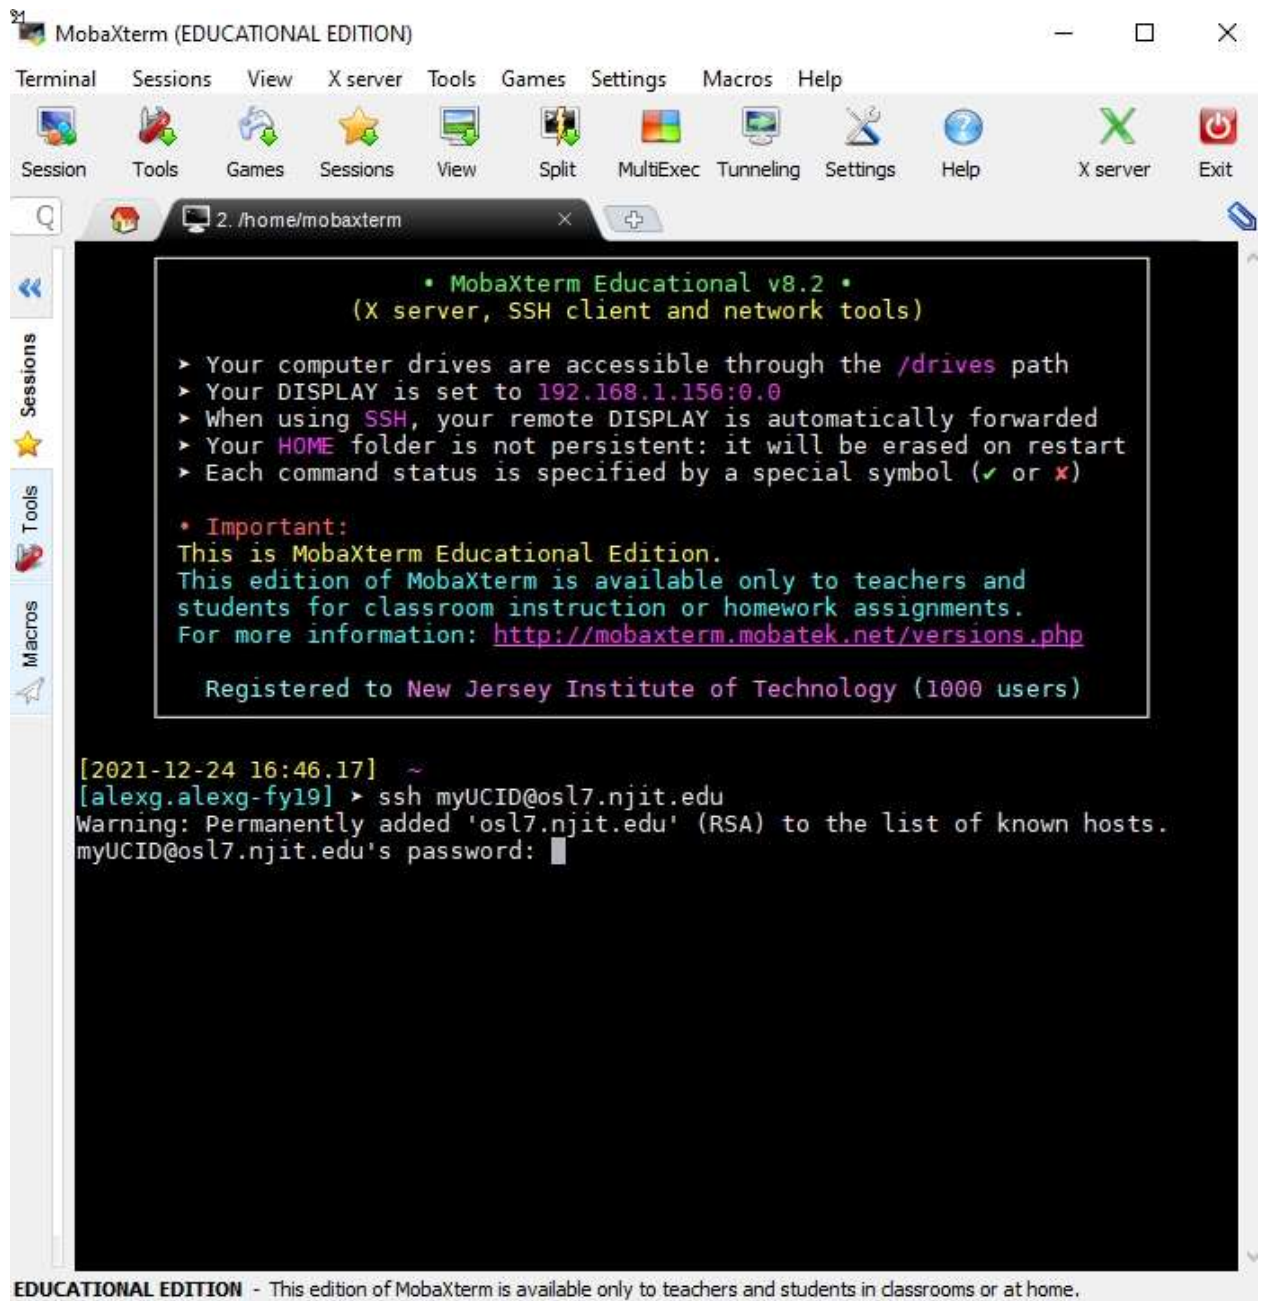 21
MobaXterm (EDUCATIONAL EDITION)
Terminal Sessions View X server Tools Games Settings Macros Help
Session Tools Games Sessions View Split MultiExec Tunneling Settings Help X server Exit
2. /home/mobaxterm
• MobaXterm Educational v8.2 •
(X server, SSH client and network tools)
➤ Your computer drives are accessible through the /drives path
➤ Your DISPLAY is set to 192.168.1.156:0.0
➤ When using SSH, your remote DISPLAY is automatically forwarded
➤ Your HOME folder is not persistent: it will be erased on restart
➤ Each command status is specified by a special symbol (✔ or ✘)
• Important:
This is MobaXterm Educational Edition.
This edition of MobaXterm is available only to teachers and
students for classroom instruction or homework assignments.
For more information: http://mobaxterm.mobatek.net/versions.php
Registered to New Jersey Institute of Technology (1000 users)
[2021-12-24 16:46.17] ~
[alexg.alexg-fy19] ➤ ssh myUCID@osl7.njit.edu
Warning: Permanently added 'osl7.njit.edu' (RSA) to the list of known hosts.
myUCID@osl7.njit.edu's password:
Sessions
Tools
Macros
EDUCATIONAL EDITION - This edition of MobaXterm is available only to teachers and students in classrooms or at home.